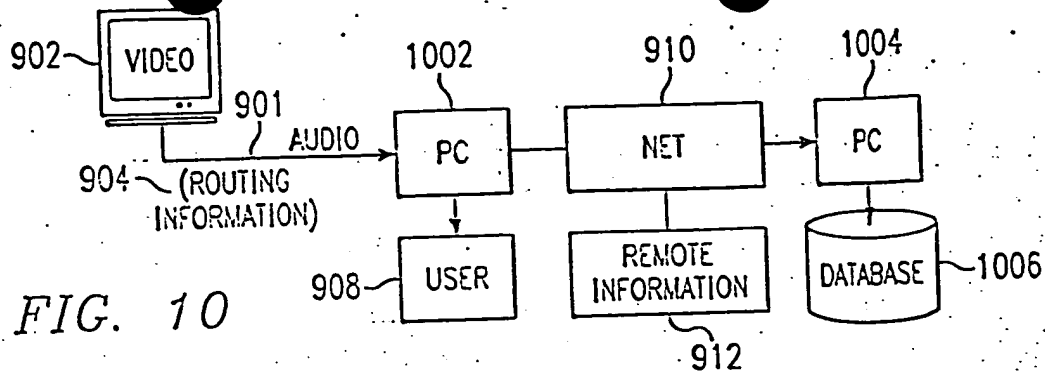 902
VIDEO
901
AUDIO
904
(ROUTING
INFORMATION)
1002
PC
908
USER
910
NET
REMOTE
INFORMATION
912
1004
PC
DATABASE
1006
FIG. 10